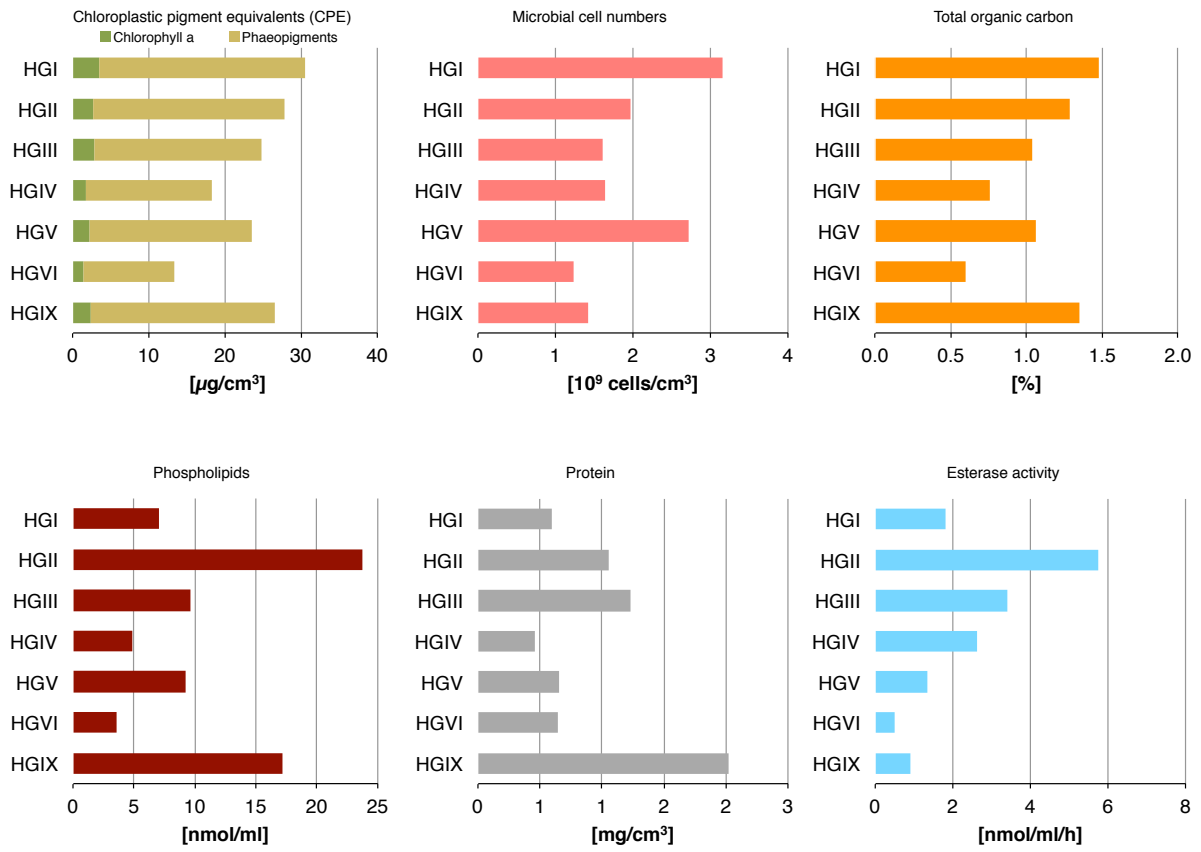 Chloroplastic pigment equivalents (CPE)
Chlorophyll a Phaeopigments
HGI
HGII
HGIII
HGIV
HGV
HGVI
HGIX
0 10 20 30 40
[µg/cm³]
Microbial cell numbers
HGI
HGII
HGIII
HGIV
HGV
HGVI
HGIX
0 1 2 3 4
[10⁹ cells/cm³]
Total organic carbon
HGI
HGII
HGIII
HGIV
HGV
HGVI
HGIX
0.0 0.5 1.0 1.5 2.0
[%]
Phospholipids
HGI
HGII
HGIII
HGIV
HGV
HGVI
HGIX
0 5 10 15 20 25
[nmol/ml]
Protein
HGI
HGII
HGIII
HGIV
HGV
HGVI
HGIX
0 1 1 2 2 3
[mg/cm³]
Esterase activity
HGI
HGII
HGIII
HGIV
HGV
HGVI
HGIX
0 2 4 6 8
[nmol/ml/h]